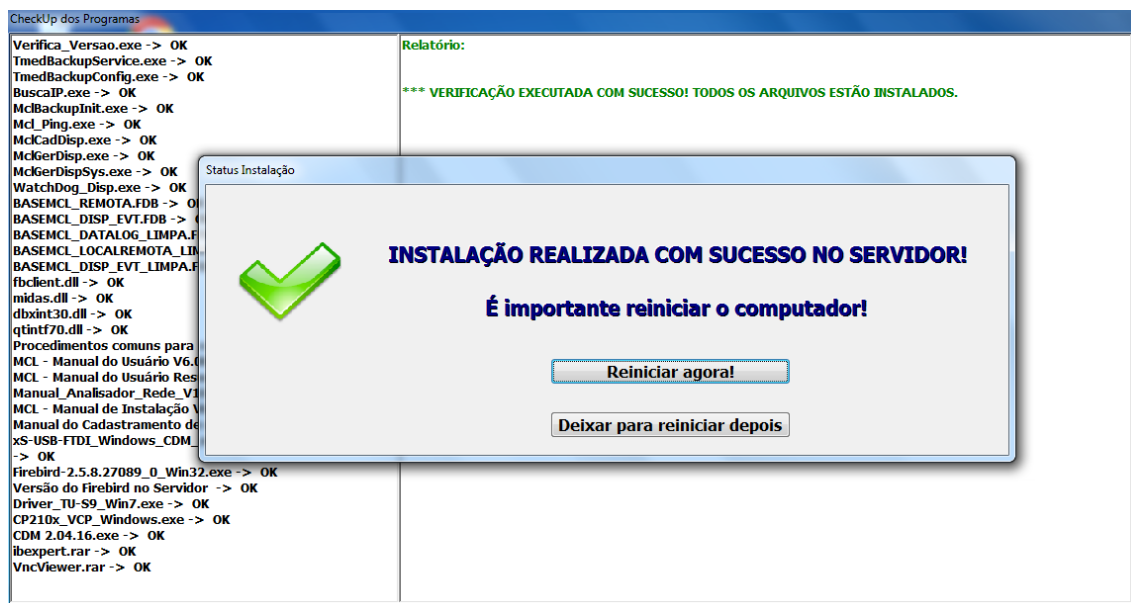 CheckUp dos Programas
Verifica_Versao.exe -> OK
TmedBackupService.exe -> OK
TmedBackupConfig.exe -> OK
BuscaIP.exe -> OK
MclBackupInit.exe -> OK
Mcl_Ping.exe -> OK
MclCadDisp.exe -> OK
MclGerDisp.exe -> OK
MclGerDispSys.exe -> OK
WatchDog_Disp.exe -> OK
BASEMCL_REMOTA.FDB -> 
BASEMCL_DISP_EVT.FDB ->
BASEMCL_DATALOG_LIMPA.F
BASEMCL_LOCALREMOTA_LIM
BASEMCL_DISP_EVT_LIMPA.F
fbclient.dll -> OK
midas.dll -> OK
dbxint30.dll -> OK
qtintf70.dll -> OK
Procedimentos comuns para
MCL - Manual do Usuário V6.0
MCL - Manual do Usuário Res
Manual_Analisador_Rede_V1
MCL - Manual de Instalação V
Manual do Cadastramento de
xS-USB-FTDI_Windows_CDM_
-> OK
Firebird-2.5.8.27089_0_Win32.exe -> OK
Versão do Firebird no Servidor -> OK
Driver_TU-S9_Win7.exe -> OK
CP210x_VCP_Windows.exe -> OK
CDM 2.04.16.exe -> OK
ibexpert.rar -> OK
VncViewer.rar -> OK
Relatório:
*** VERIFICAÇÃO EXECUTADA COM SUCESSO! TODOS OS ARQUIVOS ESTÃO INSTALADOS.
Status Instalação
INSTALAÇÃO REALIZADA COM SUCESSO NO SERVIDOR!
É importante reiniciar o computador!
Reiniciar agora!
Deixar para reiniciar depois